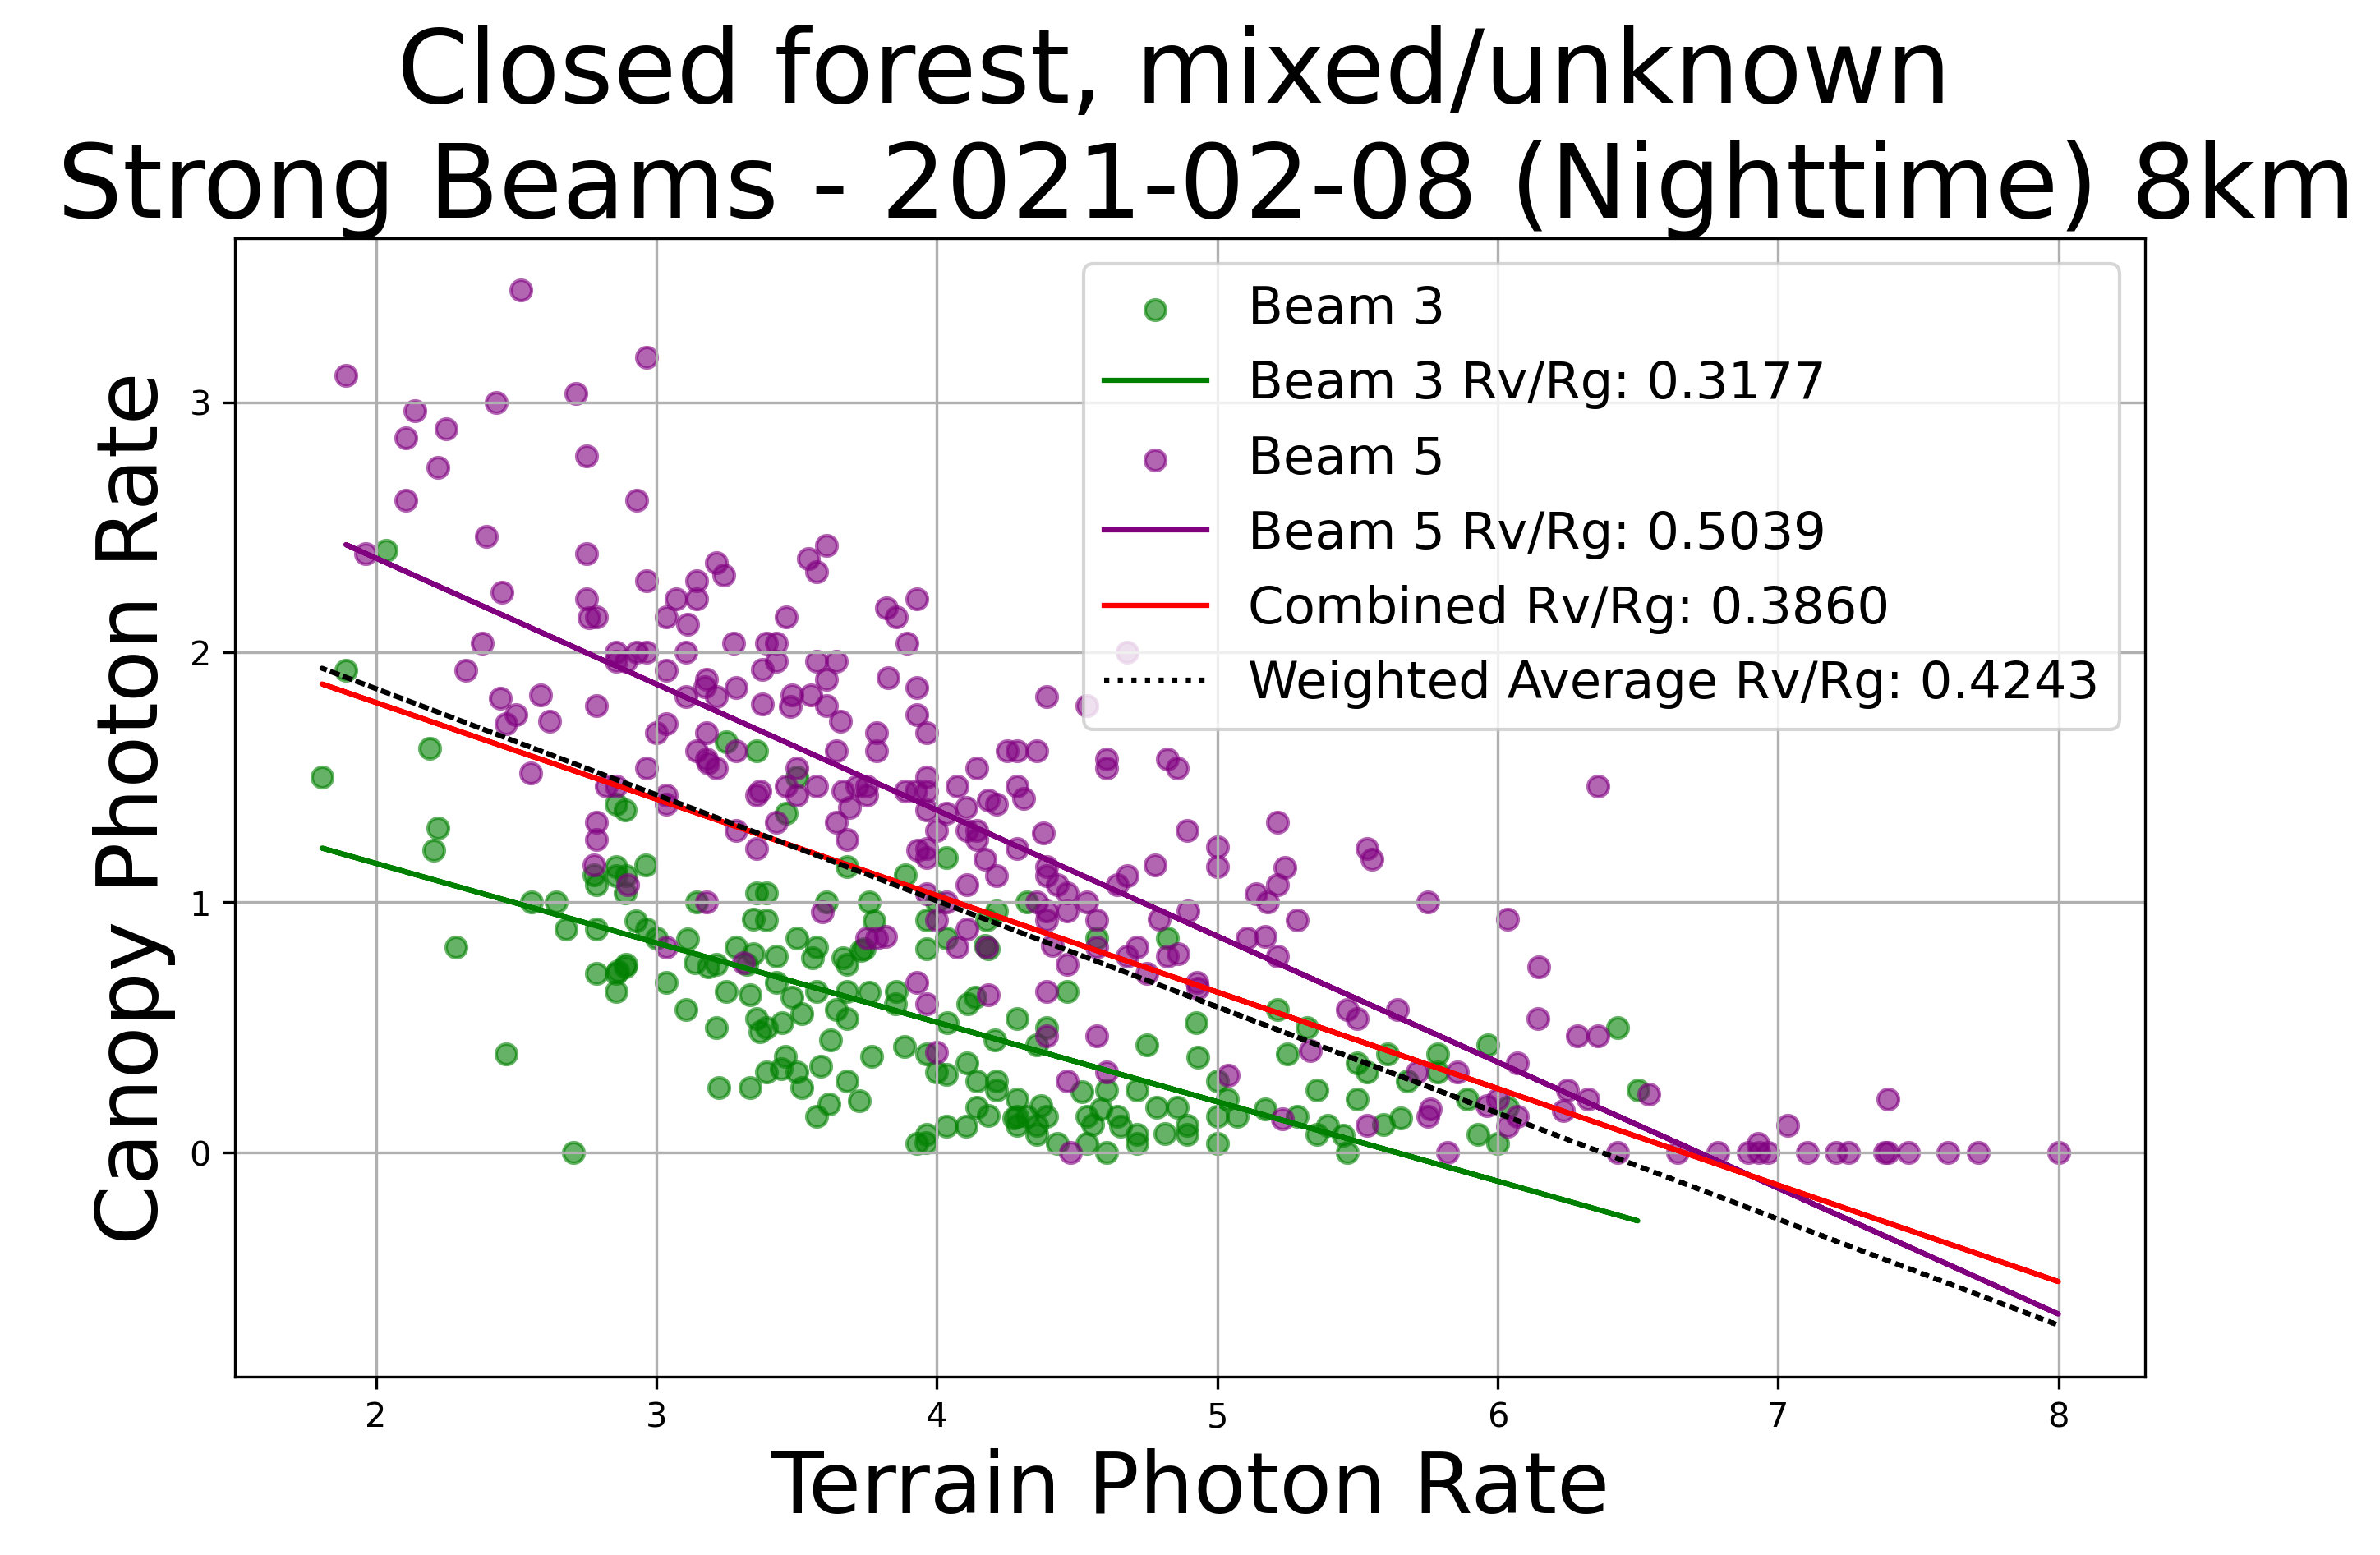 Closed forest, mixed/unknown
Strong Beams - 2021-02-08 (Nighttime) 8km
Canopy Photon Rate
3
2
1
0
Beam 3
Beam 3 Rv/Rg: 0.3177
Beam 5
Beam 5 Rv/Rg: 0.5039
Combined Rv/Rg: 0.3860
Weighted Average Rv/Rg: 0.4243
2 3 4 5 6 7 8
Terrain Photon Rate